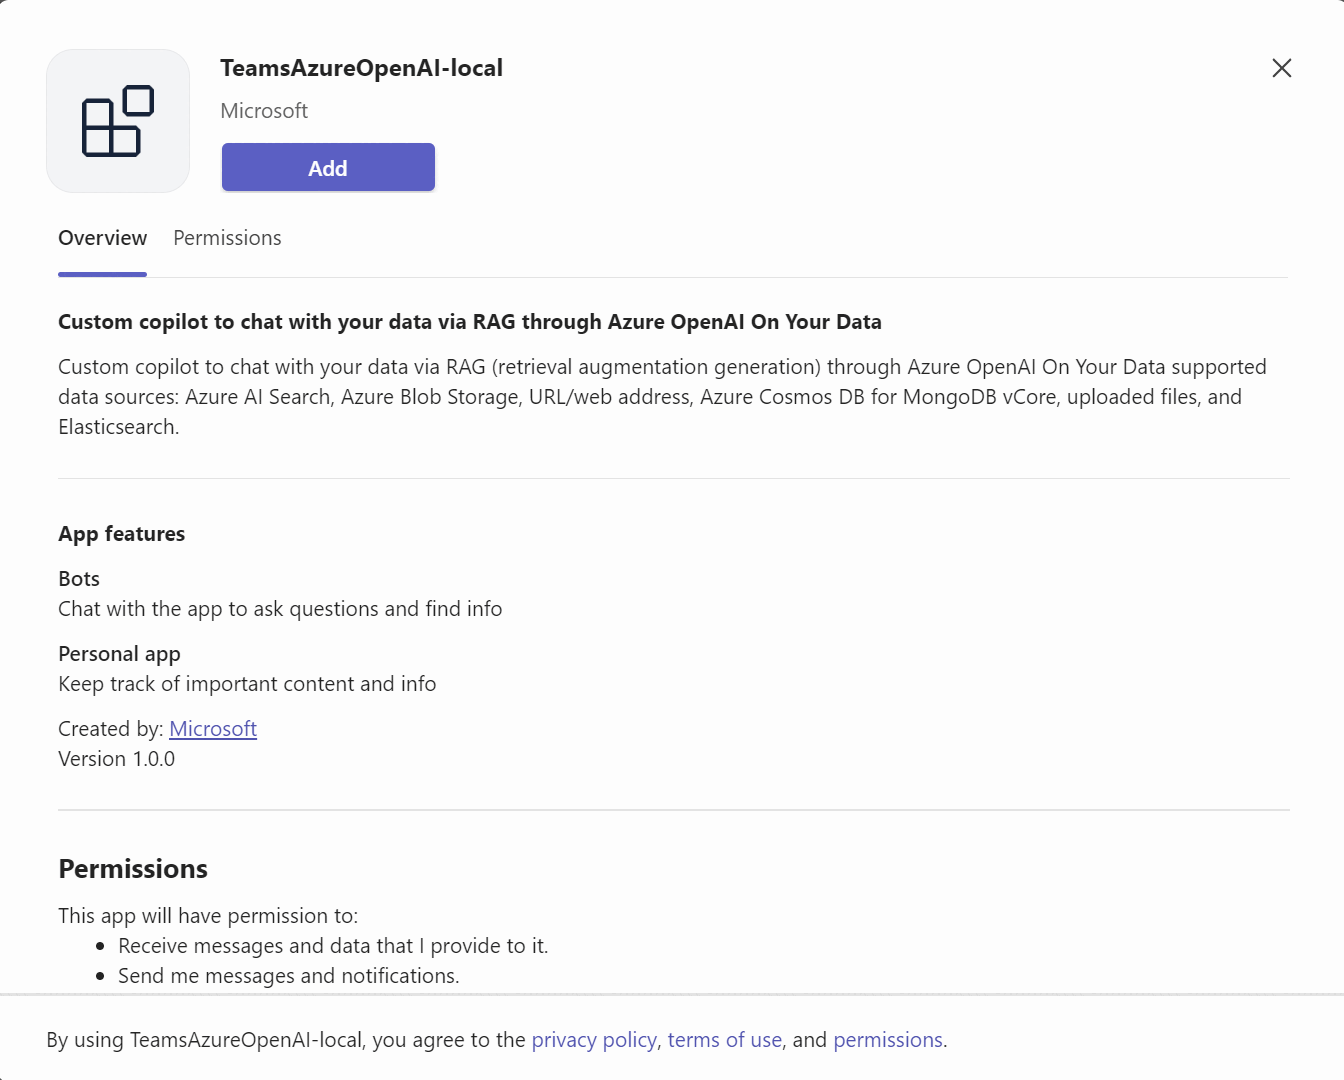 TeamsAzureOpenAI-local
Microsoft
Add
Overview Permissions
Custom copilot to chat with your data via RAG through Azure OpenAI On Your Data
Custom copilot to chat with your data via RAG (retrieval augmentation generation) through Azure OpenAI On Your Data supported
data sources: Azure AI Search, Azure Blob Storage, URL/web address, Azure Cosmos DB for MongoDB vCore, uploaded files, and
Elasticsearch.
App features
Bots
Chat with the app to ask questions and find info
Personal app
Keep track of important content and info
Created by: Microsoft
Version 1.0.0
Permissions
This app will have permission to:
• Receive messages and data that I provide to it.
• Send me messages and notifications.
By using TeamsAzureOpenAI-local, you agree to the privacy policy, terms of use, and permissions.